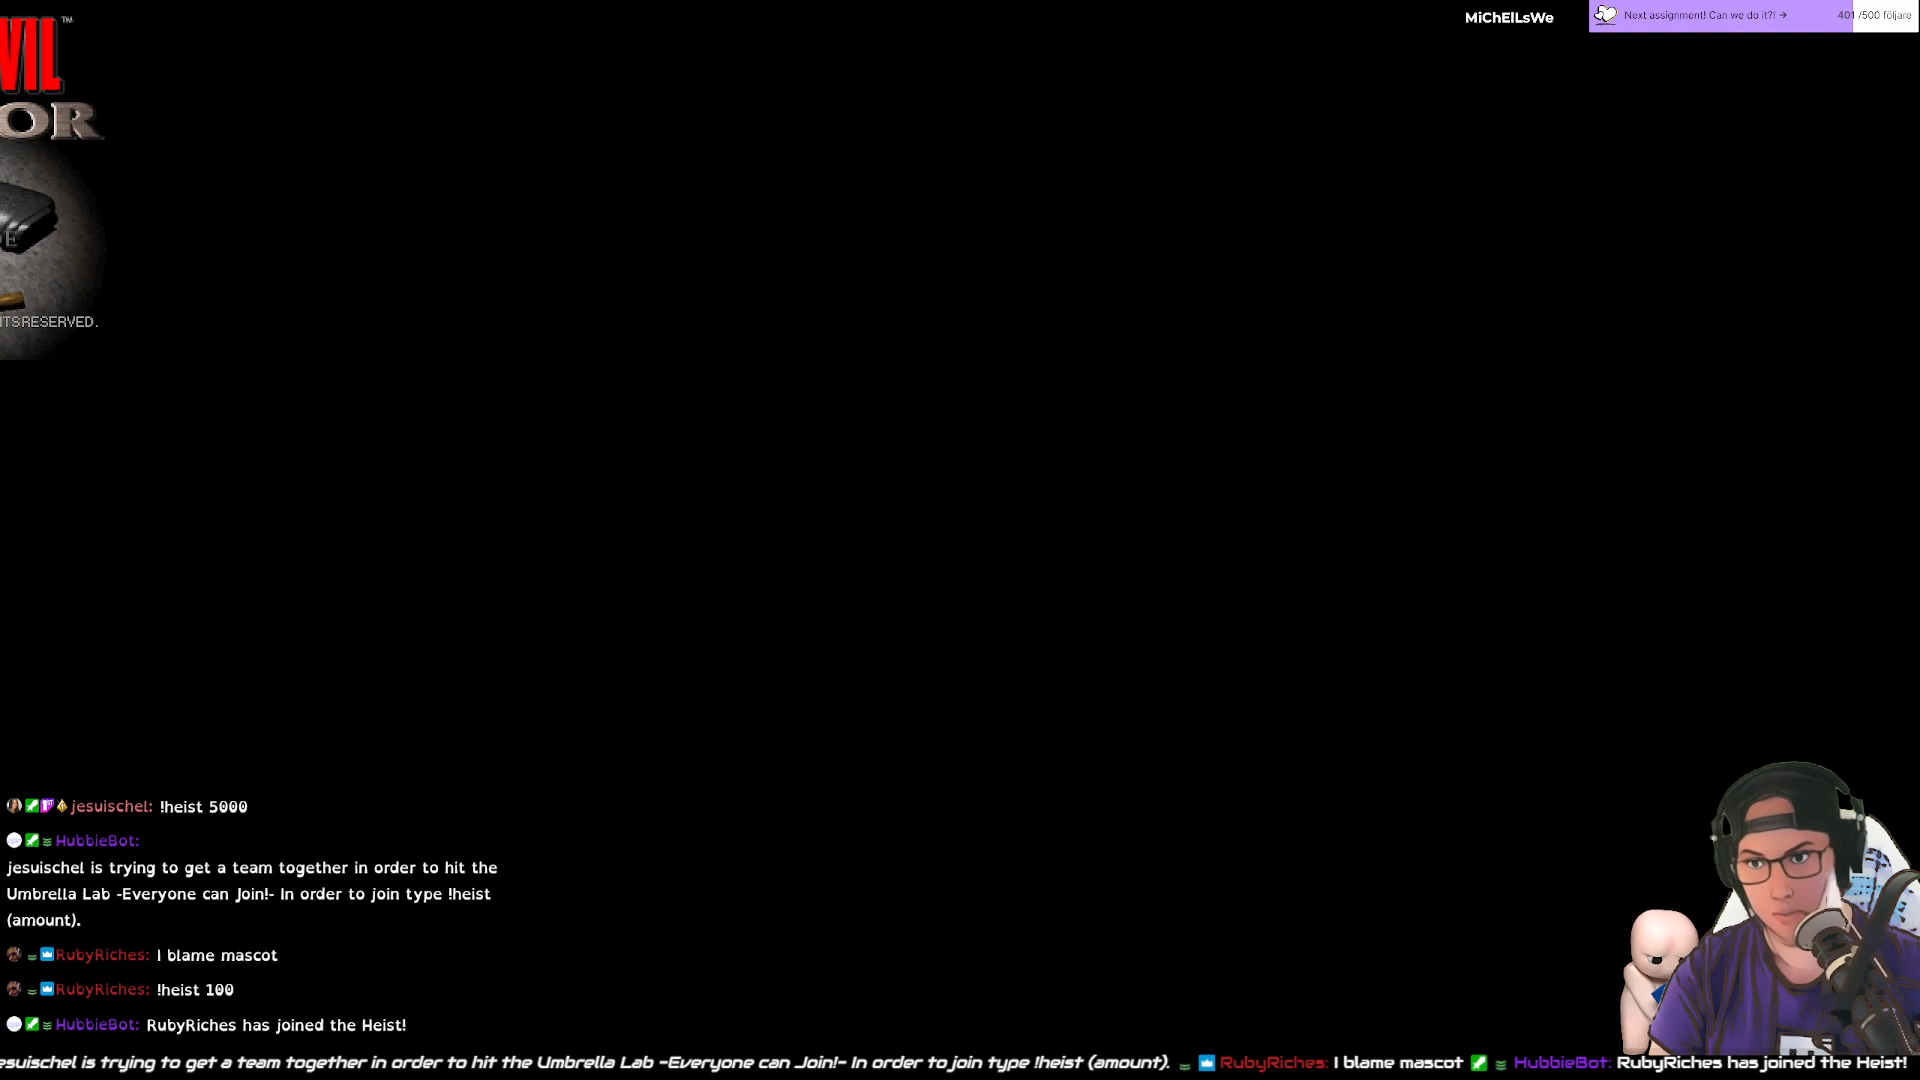 VIL™
OR
E
ITS RESERVED.
MiChElLsWe
Next assignment! Can we do it?! →
401 /500 följare
jesuischel: !heist 5000
HubbieBot:
jesuischel is trying to get a team together in order to hit the
Umbrella Lab -Everyone can Join!- In order to join type !heist
(amount).
RubyRiches: I blame mascot
RubyRiches: !heist 100
HubbieBot: RubyRiches has joined the Heist!
esuischel is trying to get a team together in order to hit the Umbrella Lab -Everyone can Join!- In order to join type !heist (amount). RubyRiches: I blame mascot HubbieBot: RubyRiches has joined the Heist!